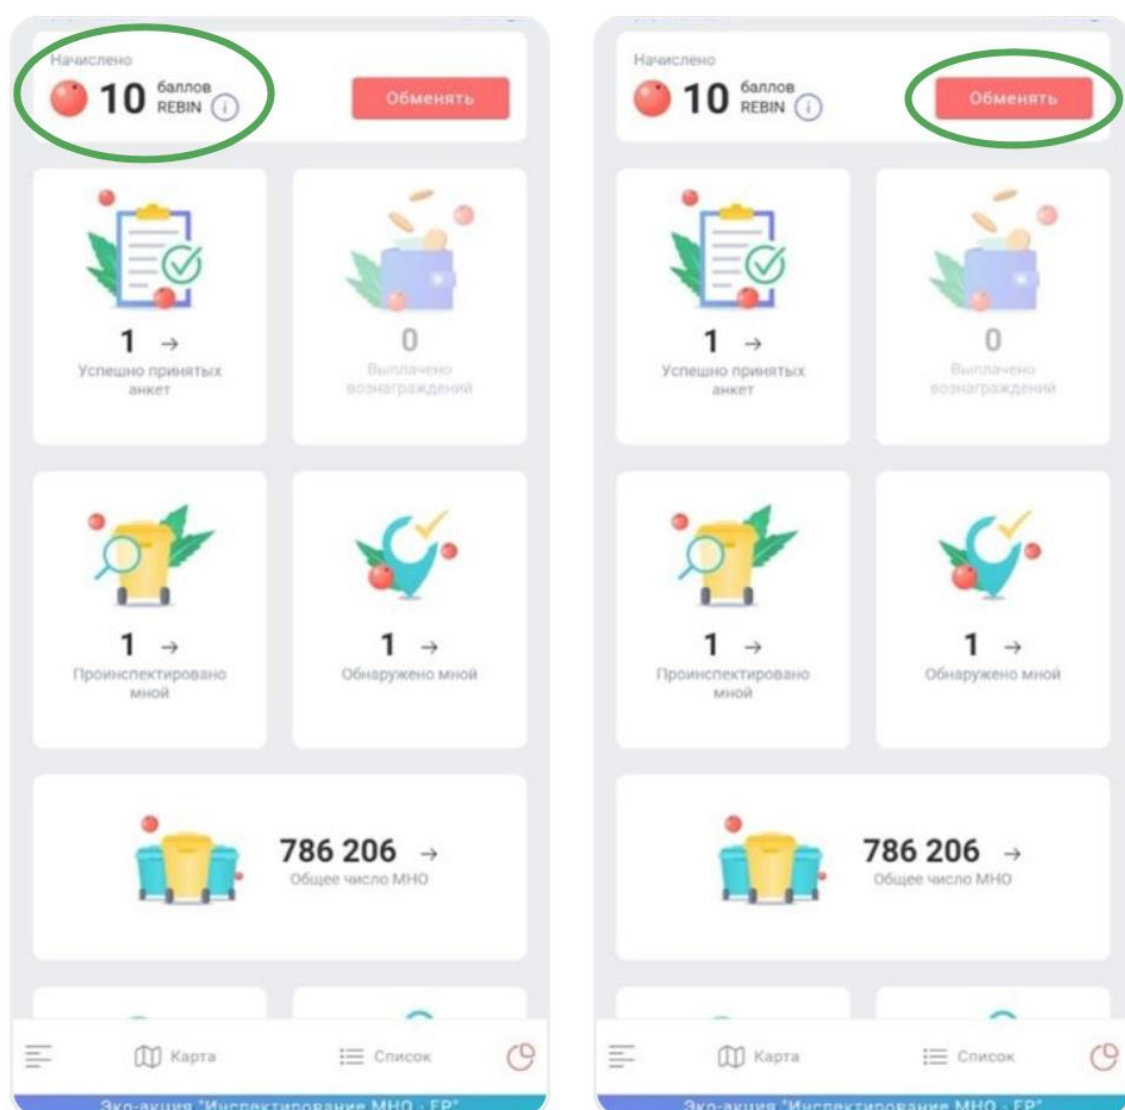 Начислено
10 баллов
REBIN
Обменять
1
Успешно принятых
анкет
0
Выплачено
вознаграждений
1
Проинспектировано
мной
1
Обнаружено мной
786 206
Общее число МНО
Карта
Список
Эко-акция "Инспектирование МНО - ЕР"
Начислено
10 баллов
REBIN
Обменять
1
Успешно принятых
анкет
0
Выплачено
вознаграждений
1
Проинспектировано
мной
1
Обнаружено мной
786 206
Общее число МНО
Карта
Список
Эко-акция "Инспектирование МНО - ЕР"